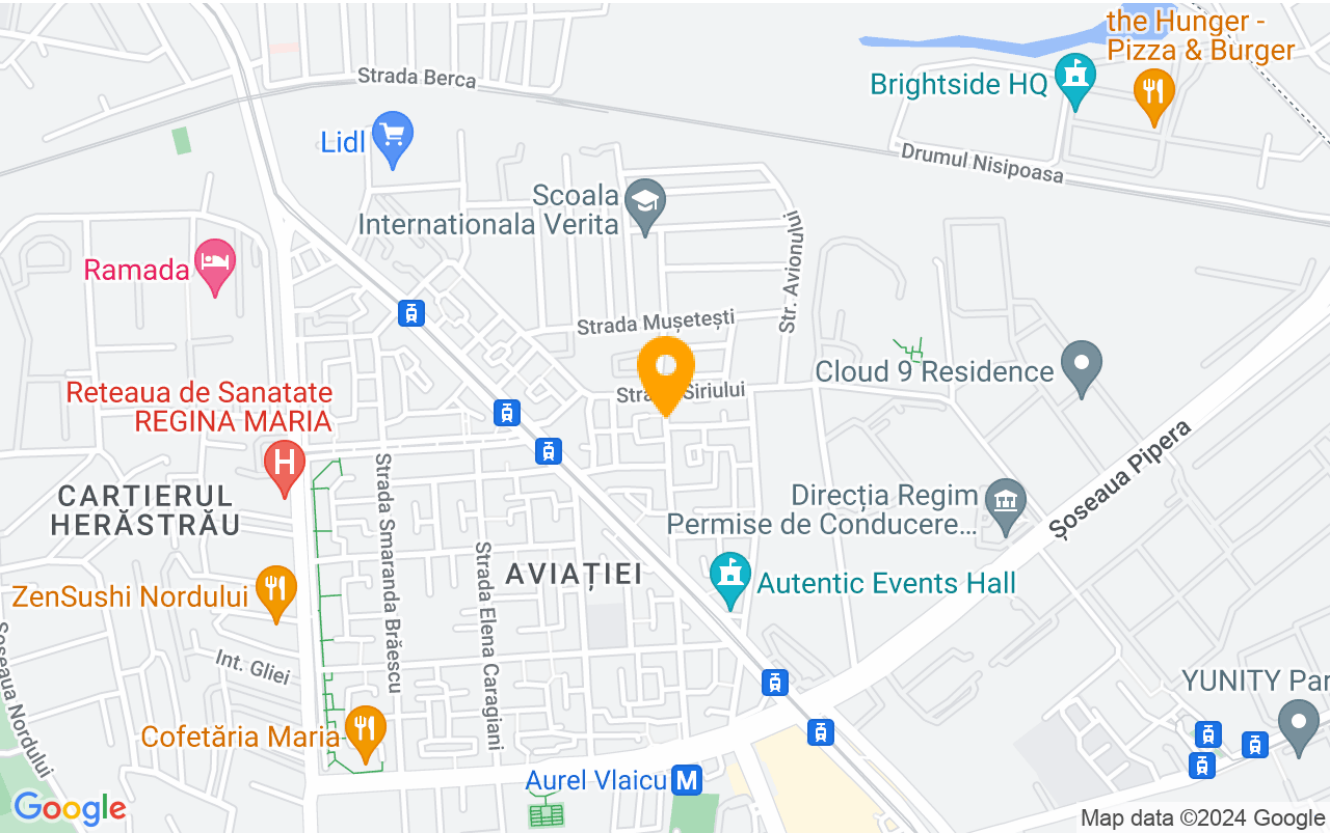 the Hunger -
Pizza & Burger
Strada Berca
Brightside HQ
Lidl
Drumul Nisipoasa
Scoala
Internationala Verita
Str. Avionului
Ramada
Strada Mușetești
Cloud 9 Residence
Reteaua de Sanatate
REGINA MARIA
H
Siriului
Șoseaua Pipera
CARTIERUL
HERĂSTRĂU
Strada Smaranda Brăescu
Direcția Regim
Permise de Conducere...
Strada Elena Caragiani
AVIAȚIEI
Autentic Events Hall
ZenSushi Nordului
Șoseaua Nordului
Int. Gliei
YUNITY Par
Cofetăria Maria
Aurel Vlaicu M
Google
Map data ©2024 Google